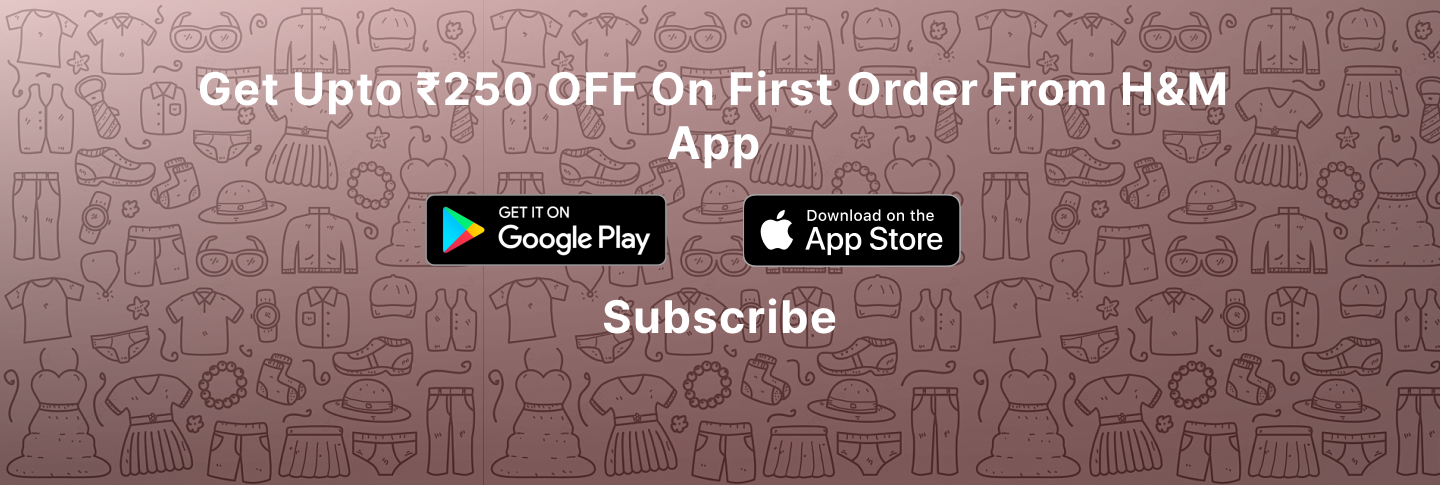 Get Upto ₹250 OFF On First Order From H&M
App
GET IT ON
Google Play
Download on the
App Store
Subscribe